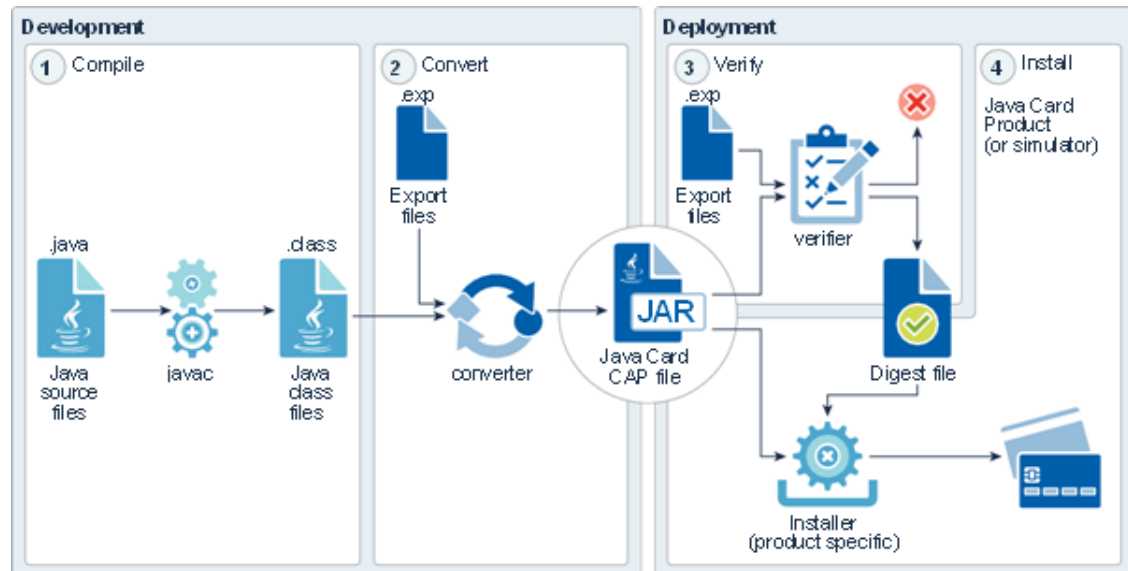 Development
1 Compile
.java
Java
source
files
javac
.class
Java
class
files
2 Convert
.exp
Export
files
converter
JAR
Java Card
CAP file
Deployment
3 Verify
.exp
Export
files
verifier
Digest file
Installer
(product specific)
4 Install
Java Card
Product
(or simulator)